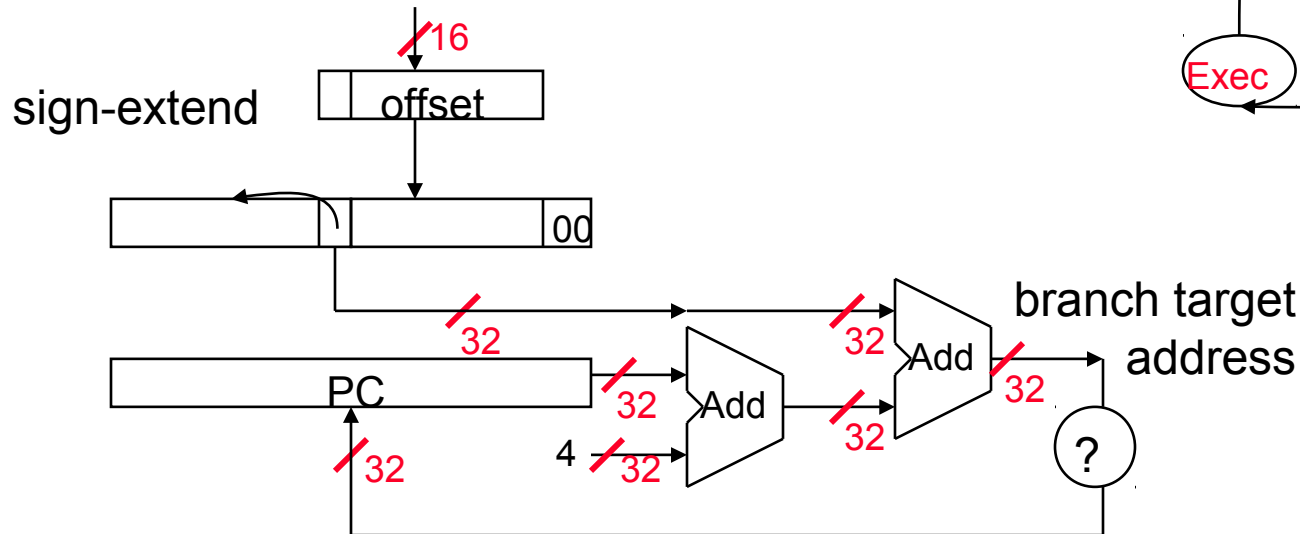 16
Exec
sign-extend
offset
00
branch target
address
32
32
Add
32
PC
32
Add
32
?
4
32
32